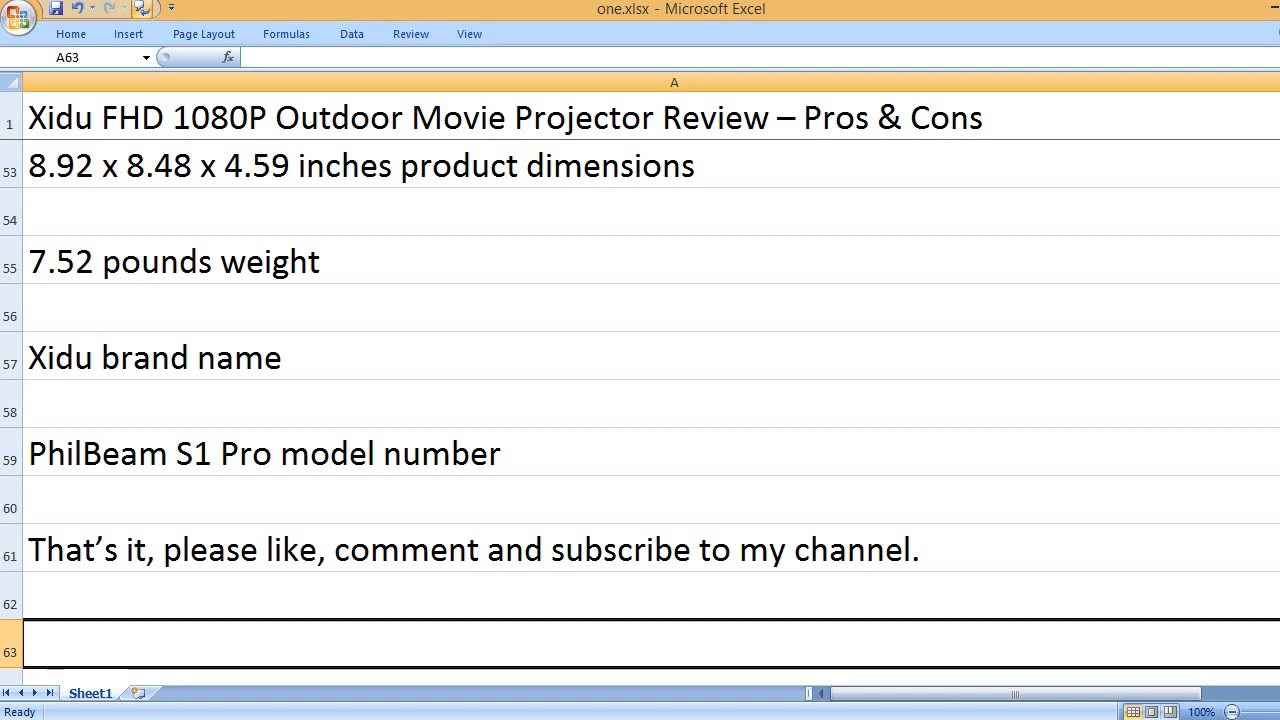 one.xlsx - Microsoft Excel
Home Insert Page Layout Formulas Data Review View
A63 fx
A
1 Xidu FHD 1080P Outdoor Movie Projector Review – Pros & Cons
53 8.92 x 8.48 x 4.59 inches product dimensions
54
55 7.52 pounds weight
56
57 Xidu brand name
58
59 PhilBeam S1 Pro model number
60
61 That’s it, please like, comment and subscribe to my channel.
62
63
Sheet1
Ready 100%